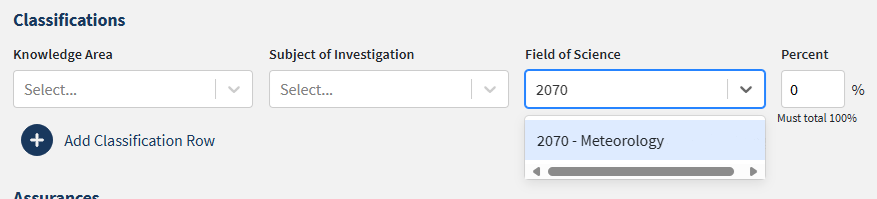 Classifications
Knowledge Area Subject of Investigation Field of Science Percent
Select... Select... 2070 0 %
Must total 100%
Add Classification Row 2070 - Meteorology
Assurances